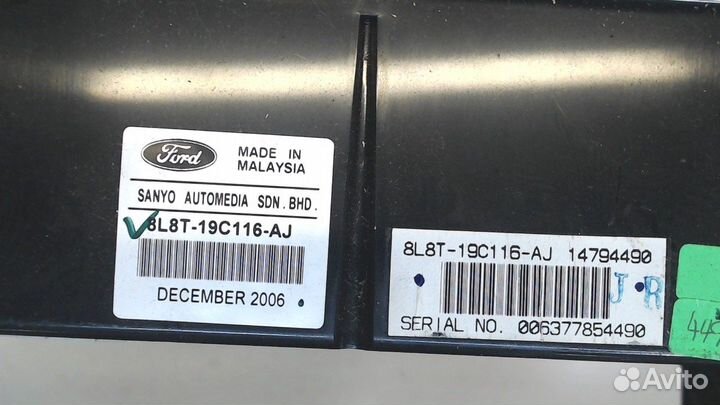 Ford
MADE IN
MALAYSIA
SANYO AUTOMEDIA SDN.BHD.
8L8T-19C116-AJ
DECEMBER 2006
8L8T-19C116-AJ 14794490
J R
SERIAL NO. 006377854490
Avito